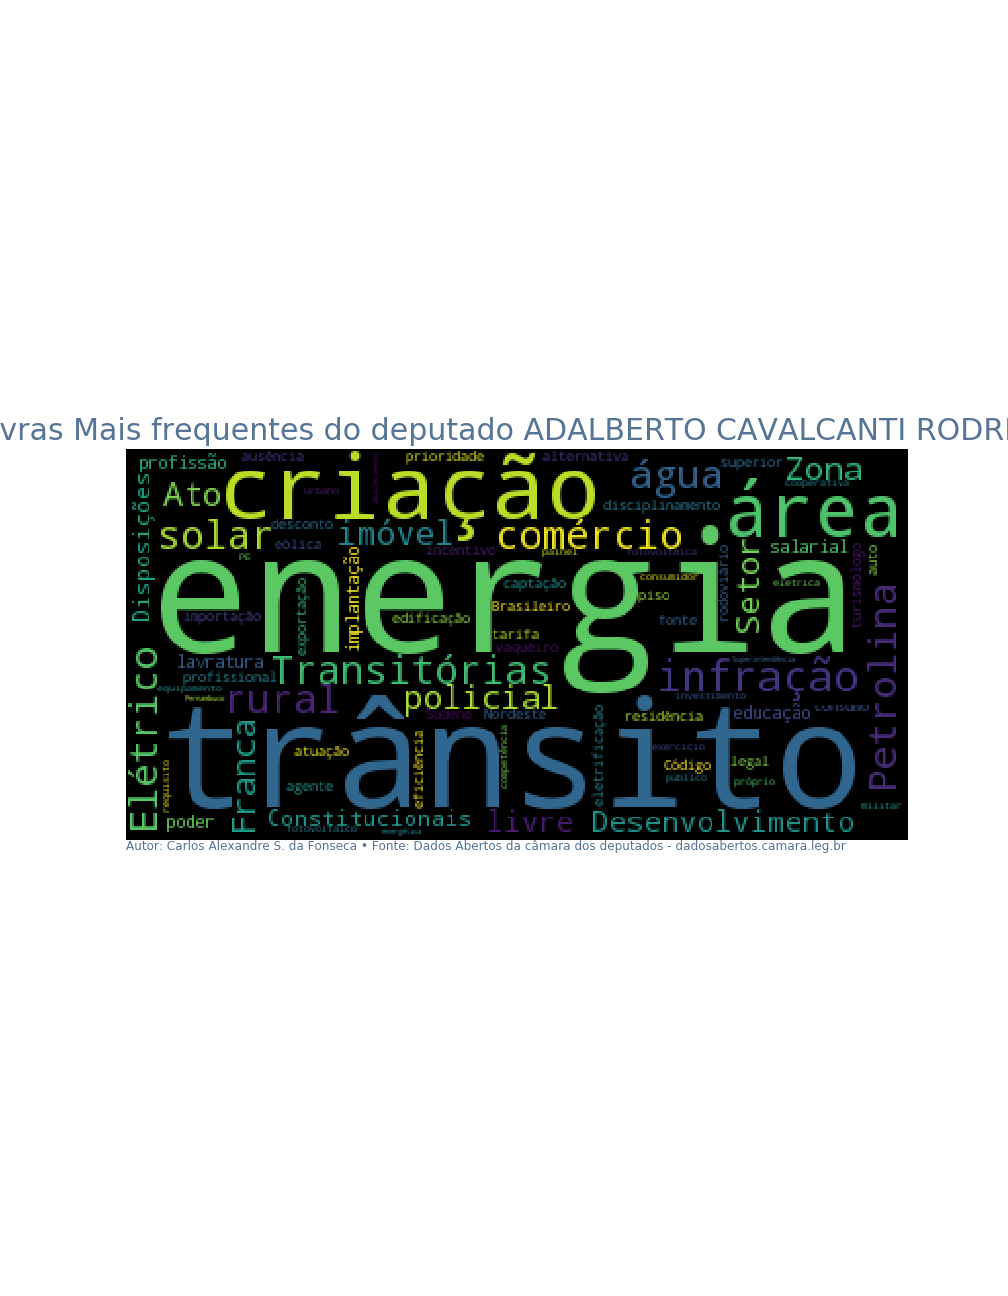 vras Mais frequentes do deputado ADALBERTO CAVALCANTI RODRI
profissão
ausência
prioridade
alternativa
superior
Zona
cooperativa
criação
água
Ato
urbano
disciplinamento
área
Disposições
solar
desconto
imóvel
comércio
eólica
incentivo
painel
fotovoltaica
salarial
auto
PE
energia
implantação
exportação
captação
consumidor
elétrica
piso
rodoviário
Setor
turismólogo
Brasileiro
importação
edificação
fonte
tarifa
vaqueiro
lavratura
Transitórias
Superintendência
infração
Petrolina
profissional
equipamento
Pernambuco
rural
policial
investimento
Elétrico
Sudene
Nordeste
residência
educação
consumo
trânsito
Franca
atuação
eficiência
competência
eletrificação
exercício
Código
legal
requisito
agente
público
próprio
militar
poder
Constitucionais
livre
Desenvolvimento
fotovoltaico
energética
Autor: Carlos Alexandre S. da Fonseca • Fonte: Dados Abertos da câmara dos deputados - dadosabertos.camara.leg.br